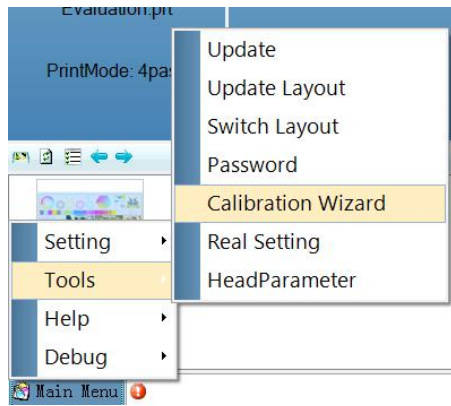 Evaluation.prt
PrintMode: 4pas
Update
Update Layout
Switch Layout
Password
Calibration Wizard
Real Setting
HeadParameter
Setting
Tools
Help
Debug
Main Menu